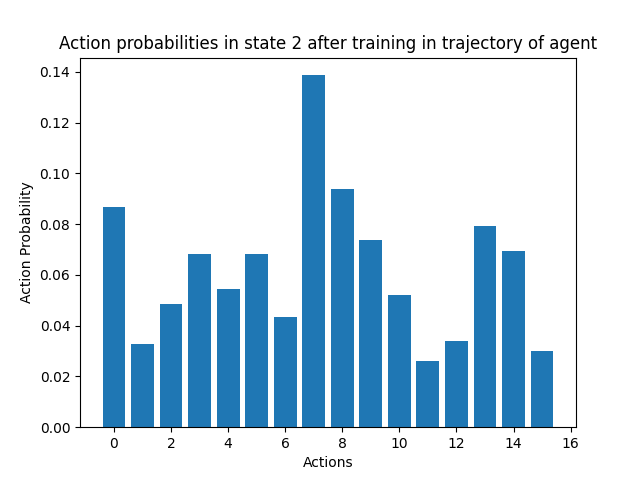 Action probabilities in state 2 after training in trajectory of agent
0.14
0.12
0.10
0.08
0.06
0.04
0.02
0.00
Action Probability
0 2 4 6 8 10 12 14 16
Actions